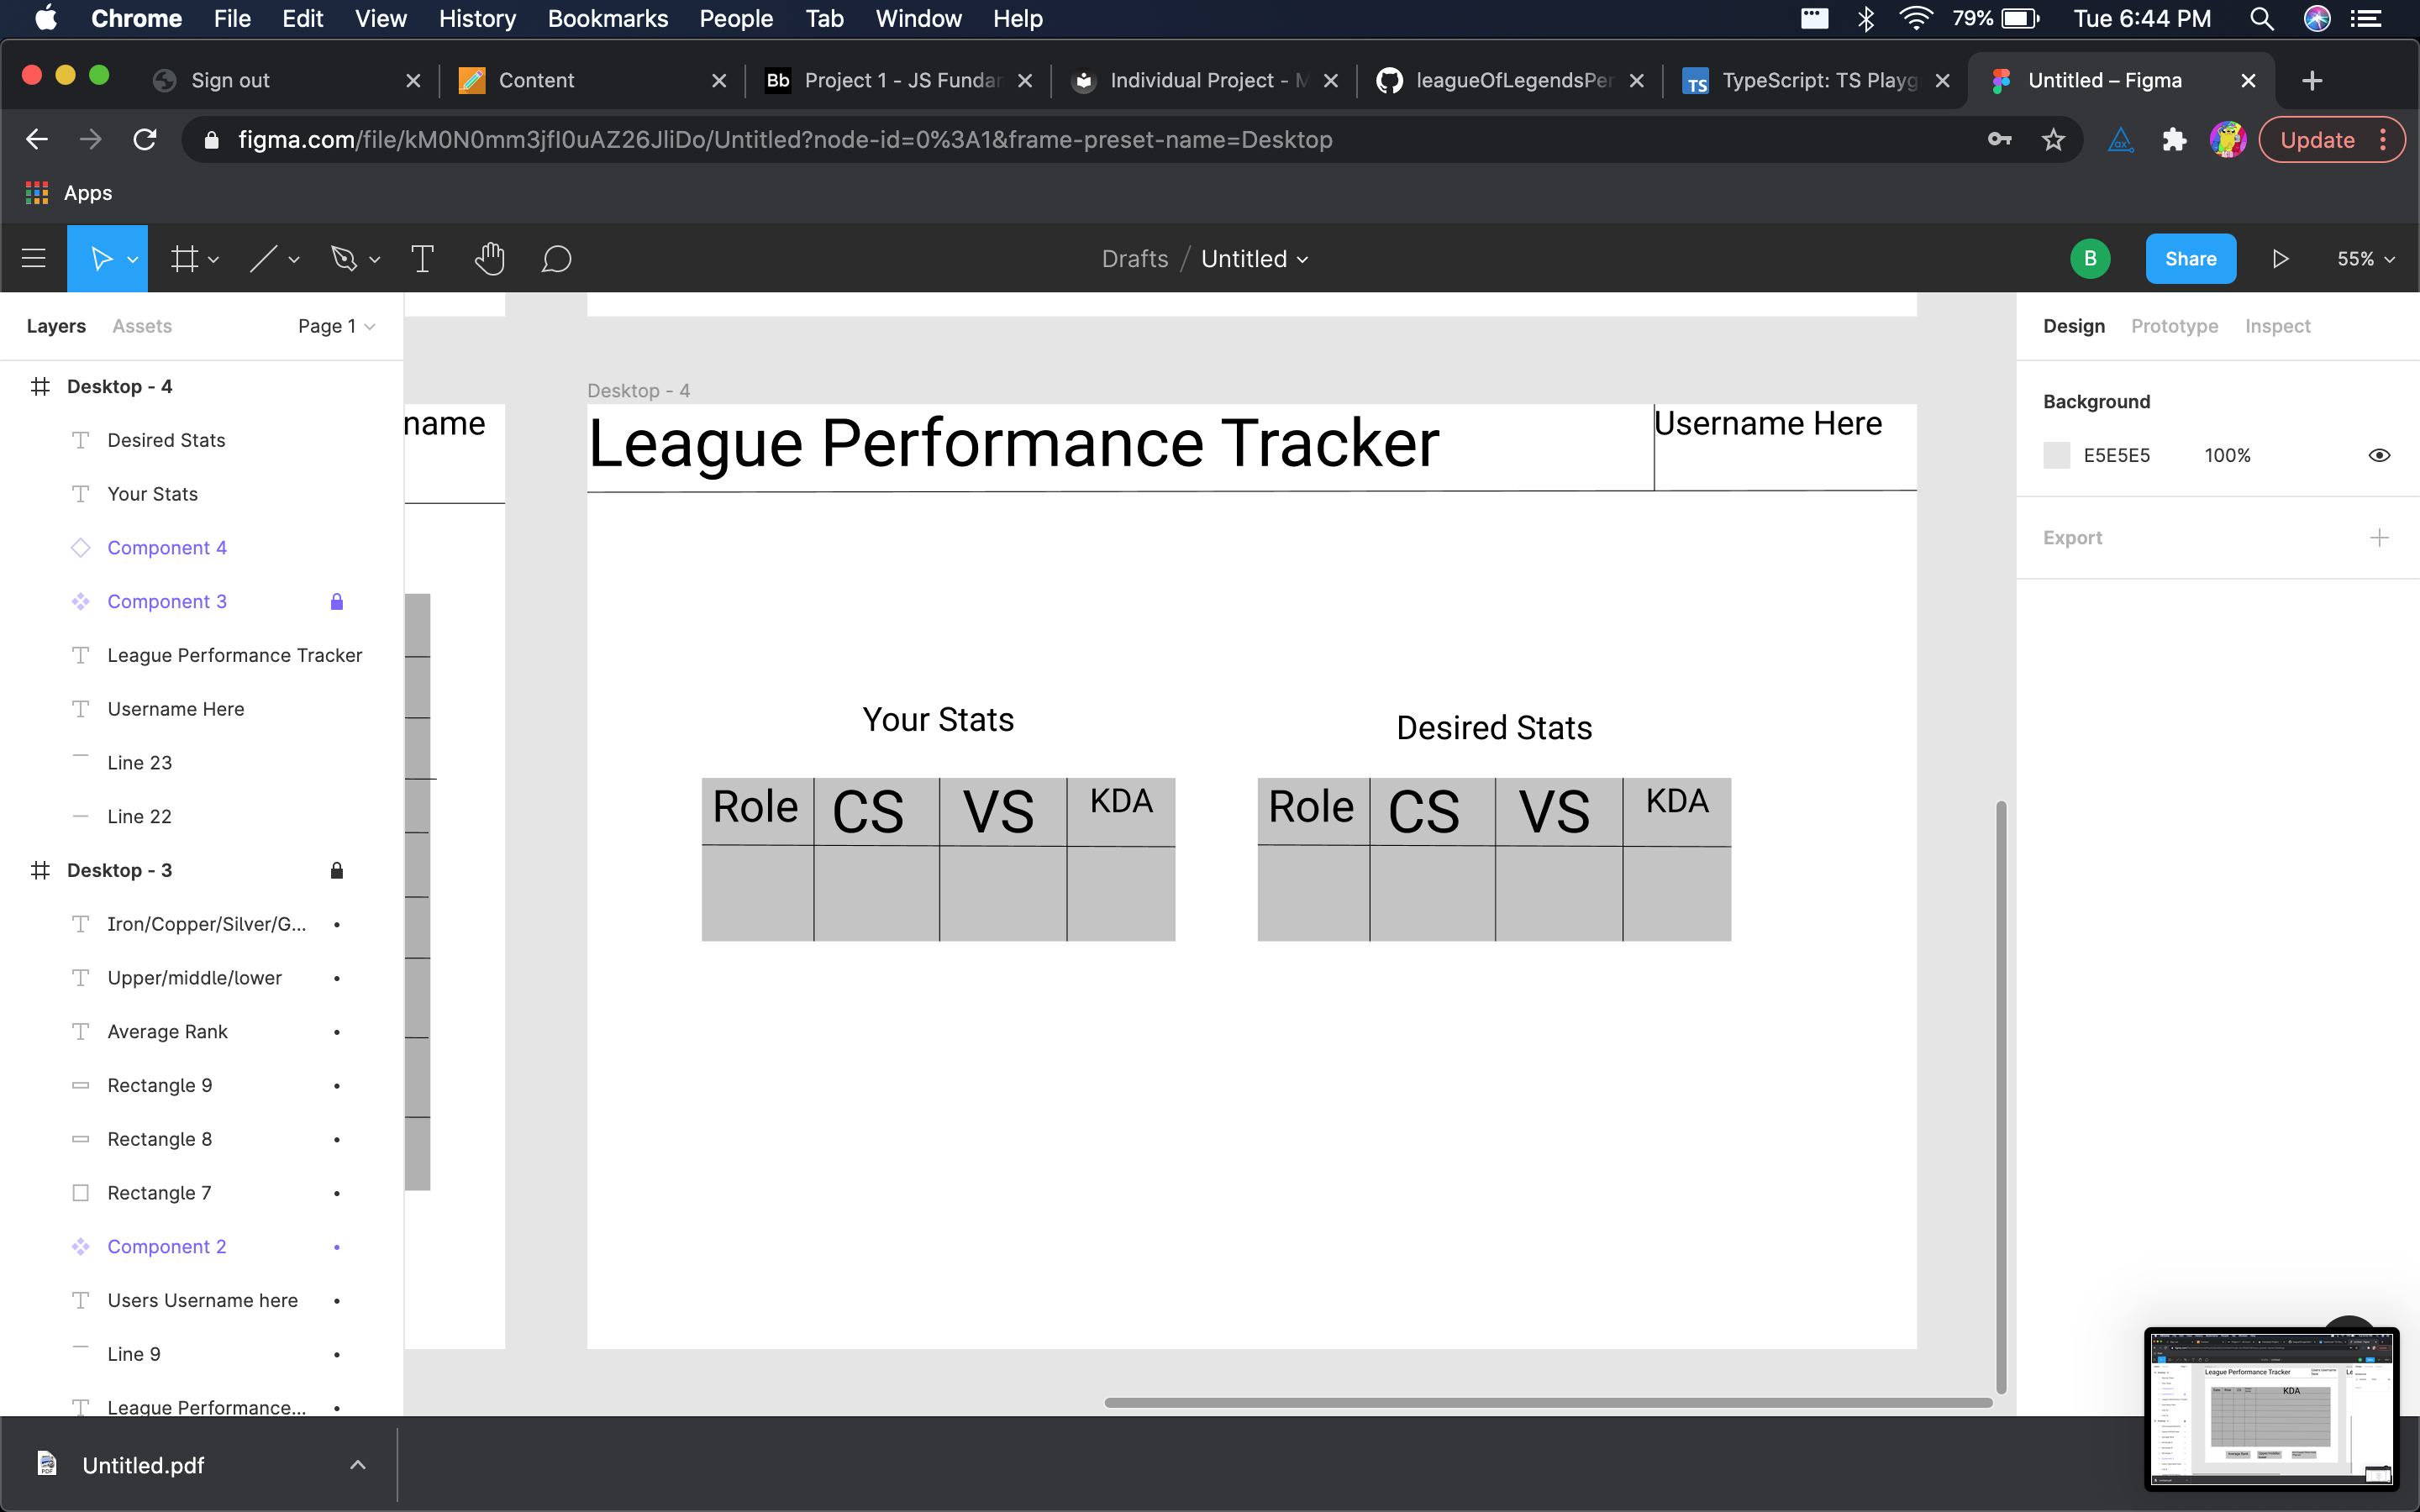 Chrome File Edit View History Bookmarks People Tab Window Help 79% Tue 6:44 PM
Sign out Content Bb Project 1 - JS Fundar Individual Project - M leagueOfLegendsPer TS TypeScript: TS Playg Untitled – Figma
figma.com/file/kM0N0mm3jfI0uAZ26JliDo/Untitled?node-id=0%3A1&frame-preset-name=Desktop Update
Apps
Drafts / Untitled B Share 55%
Layers Assets Page 1
Desktop - 4
Desired Stats
Your Stats
Component 4
Component 3
League Performance Tracker
Username Here
Line 23
Line 22
Desktop - 3
Iron/Copper/Silver/G...
Upper/middle/lower
Average Rank
Rectangle 9
Rectangle 8
Rectangle 7
Component 2
Users Username here
Line 9
League Performance...
name
Desktop - 4
League Performance Tracker
Username Here
Your Stats
Desired Stats
Role CS VS KDA
Role CS VS KDA
Design Prototype Inspect
Background
E5E5E5 100%
Export
League Performance Tracker
KDA
Untitled.pdf